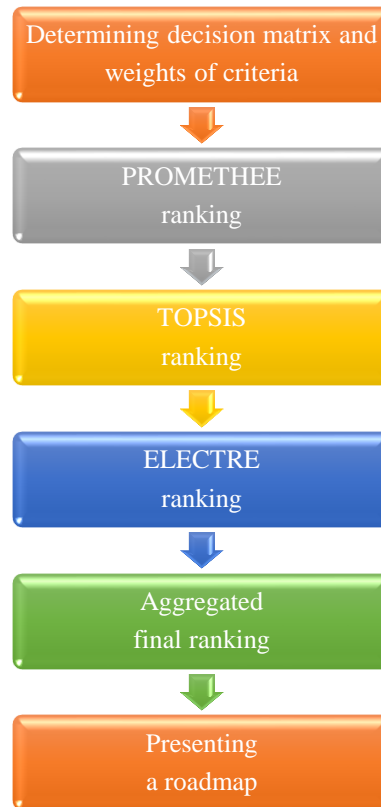 Determining decision matrix and
weights of criteria
PROMETHEE
ranking
TOPSIS
ranking
ELECTRE
ranking
Aggregated
final ranking
Presenting
a roadmap